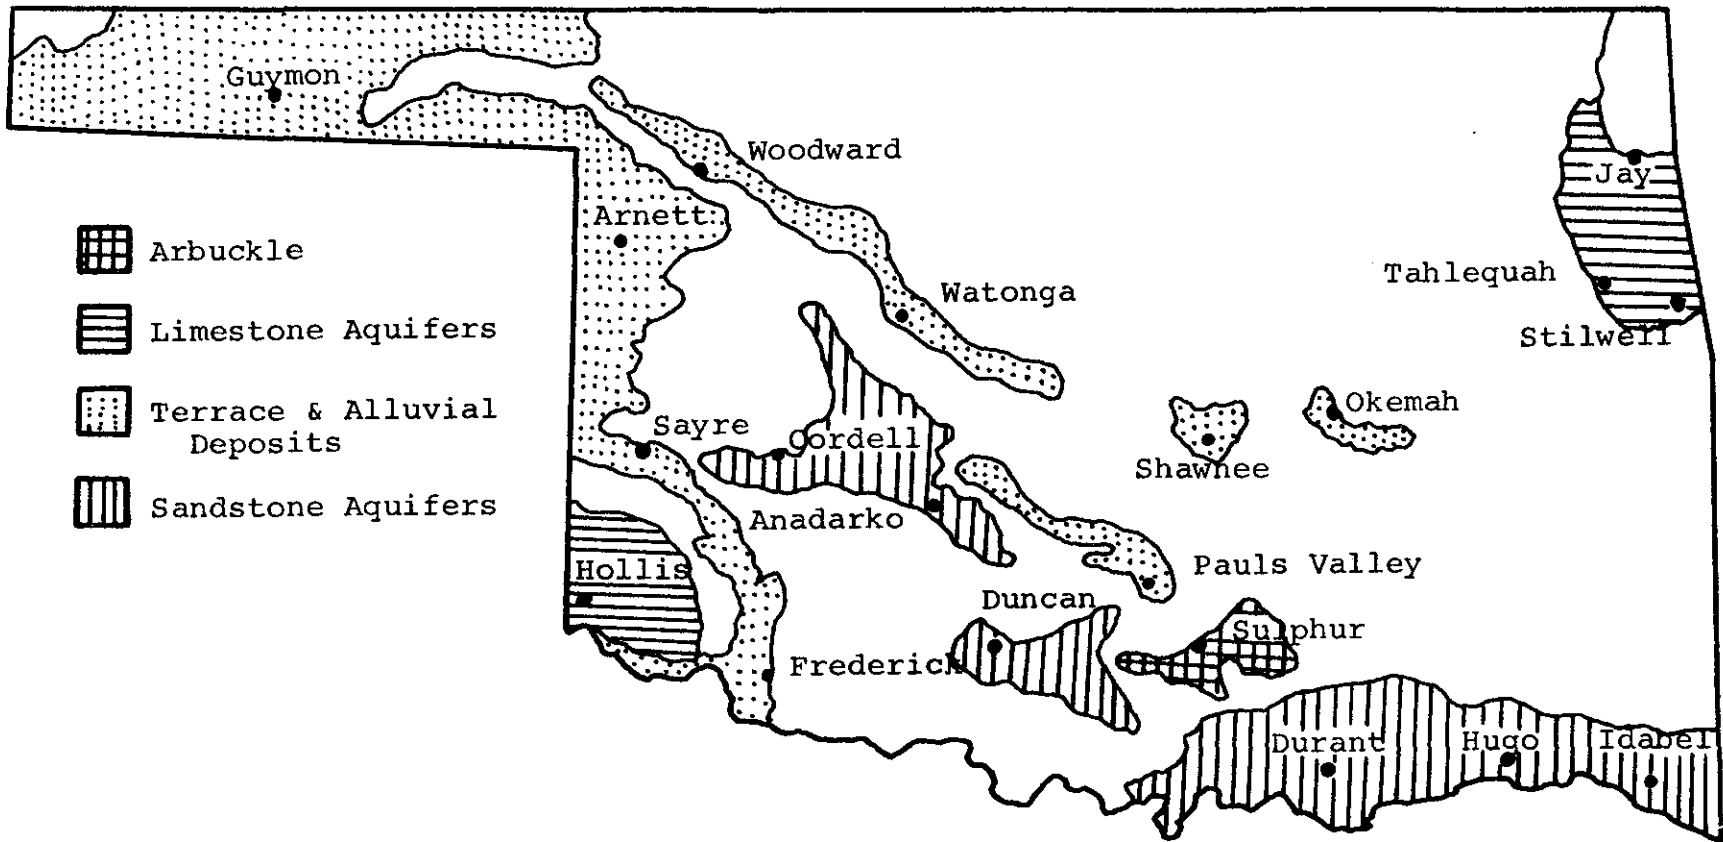 Guymon
Woodward
Jay
Arnett
Arbuckle
Tahlequah
Watonga
Limestone Aquifers
Stilwell
Terrace & Alluvial
Deposits
Sayre
Cordell
Okemah
Shawnee
Sandstone Aquifers
Anadarko
Hollis
Pauls Valley
Duncan
Sulphur
Frederick
Durant
Hugo
Idabel